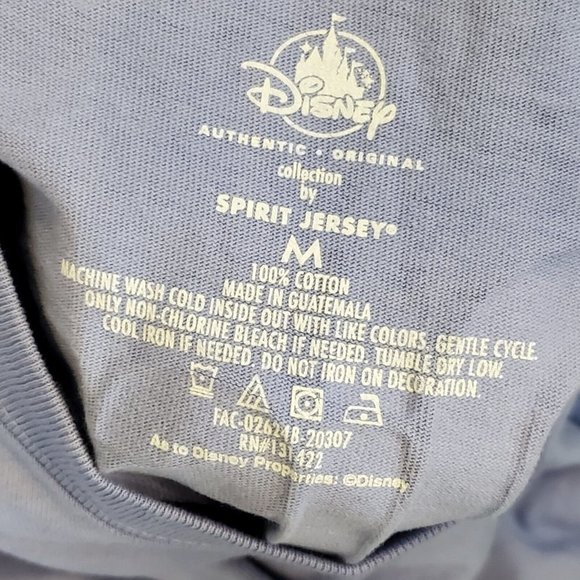 Disney
AUTHENTIC • ORIGINAL
collection
by
SPIRIT JERSEY®
M
100% COTTON
MADE IN GUATEMALA
MACHINE WASH COLD INSIDE OUT WITH LIKE COLORS. GENTLE CYCLE.
ONLY NON-CHLORINE BLEACH IF NEEDED. TUMBLE DRY LOW.
COOL IRON IF NEEDED. DO NOT IRON ON DECORATION.
FAC-026248-20307
RN#131422
As to Disney Properties: ©Disney